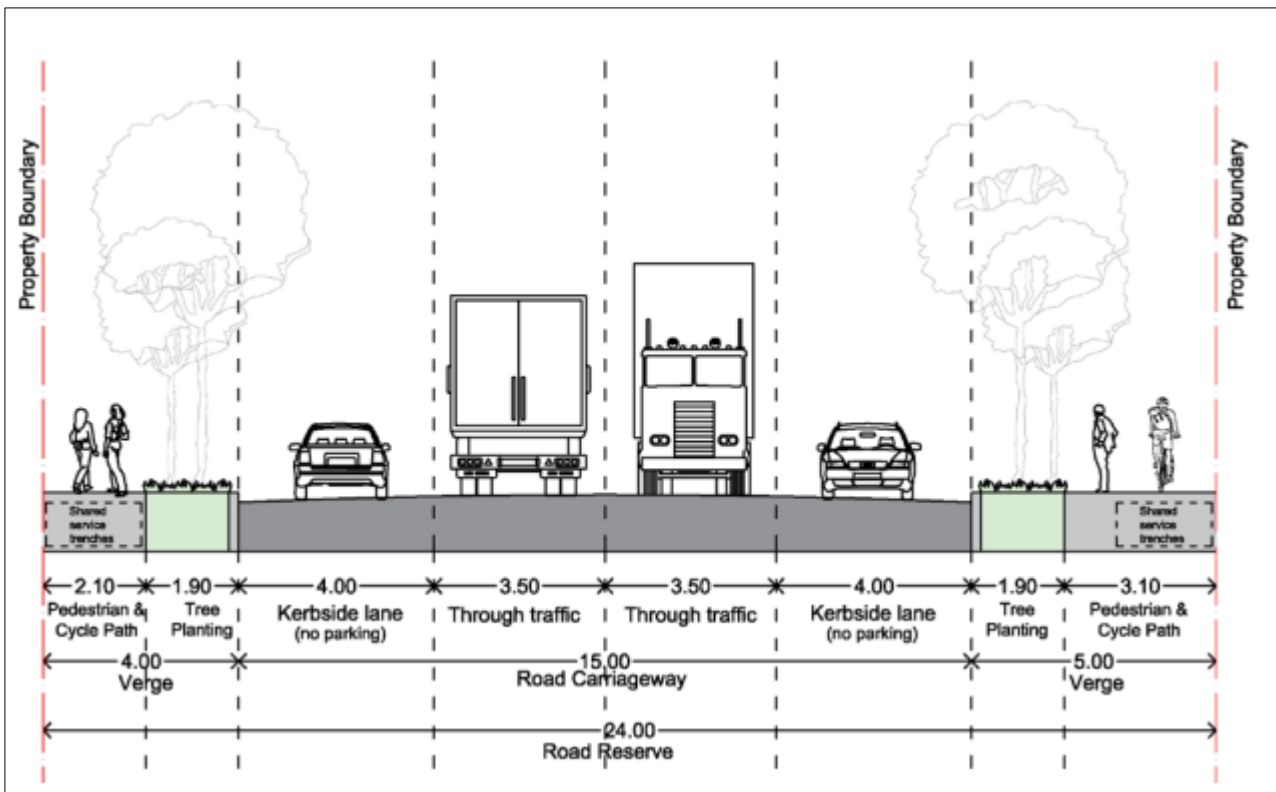 Property Boundary
Property Boundary
Shared
service
trenches
Shared
service
trenches
2.10
1.90
4.00
3.50
3.50
4.00
1.90
3.10
Pedestrian &
Cycle Path
Tree
Planting
Kerbside lane
(no parking)
Through traffic
Through traffic
Kerbside lane
(no parking)
Tree
Planting
Pedestrian &
Cycle Path
4.00
Verge
15.00
Road Carriageway
5.00
Verge
24.00
Road Reserve